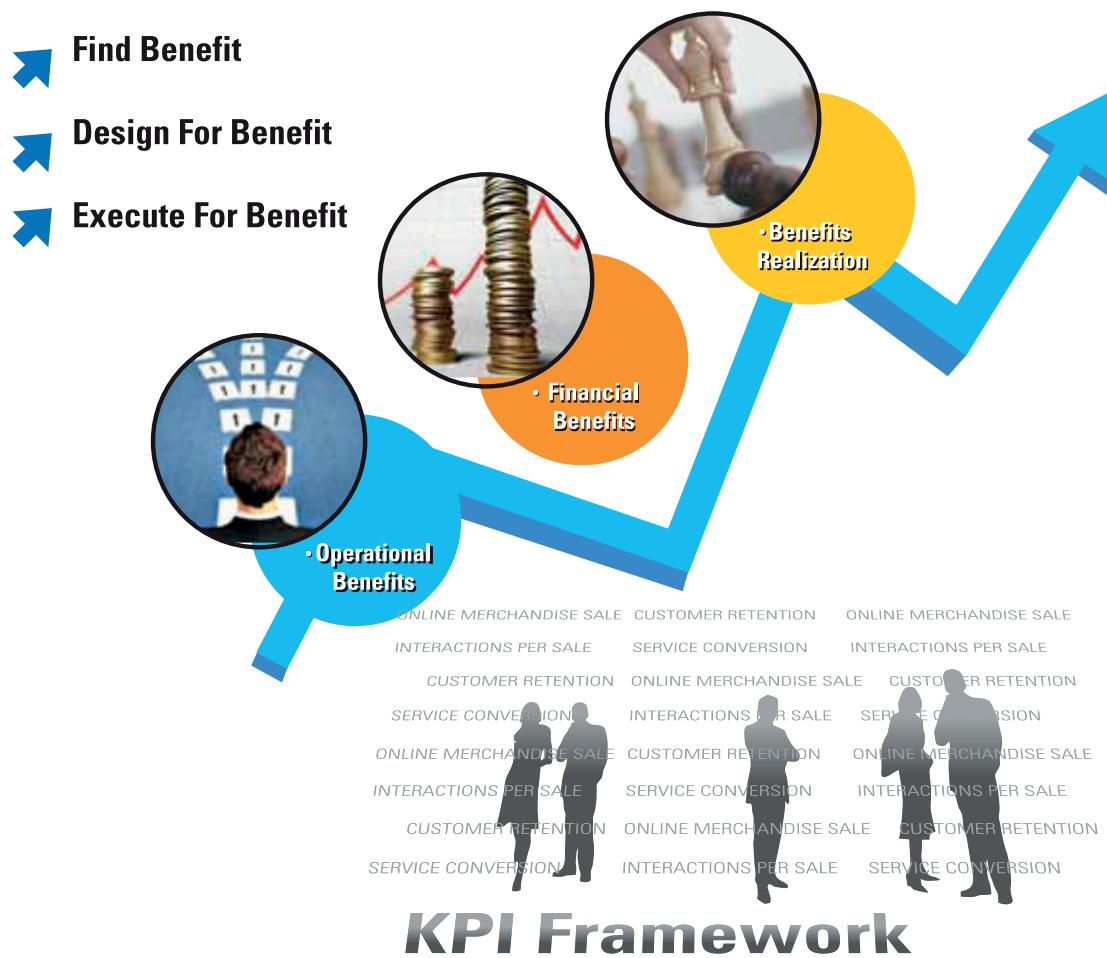 Find Benefit
Design For Benefit
Execute For Benefit
• Benefits
Realization
• Financial
Benefits
• Operational
Benefits
ONLINE MERCHANDISE SALE CUSTOMER RETENTION ONLINE MERCHANDISE SALE
INTERACTIONS PER SALE SERVICE CONVERSION INTERACTIONS PER SALE
CUSTOMER RETENTION ONLINE MERCHANDISE SALE CUSTOMER RETENTION
SERVICE CONVERSION INTERACTIONS PER SALE SERVICE CONVERSION
ONLINE MERCHANDISE SALE CUSTOMER RETENTION ONLINE MERCHANDISE SALE
INTERACTIONS PER SALE SERVICE CONVERSION INTERACTIONS PER SALE
CUSTOMER RETENTION ONLINE MERCHANDISE SALE CUSTOMER RETENTION
SERVICE CONVERSION INTERACTIONS PER SALE SERVICE CONVERSION
KPI Framework